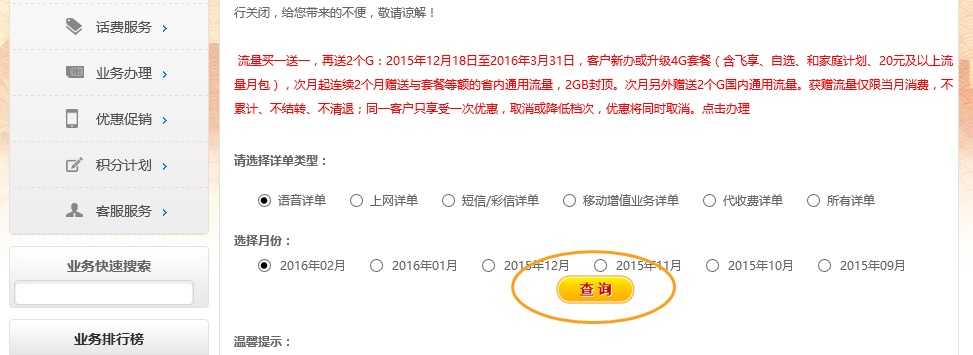 话费服务
业务办理
优惠促销
积分计划
客服服务
业务快速搜索
业务排行榜
行关闭，给您带来的不便，敬请谅解！
流量买一送一，再送2个G：2015年12月18日至2016年3月31日，客户新办或升级4G套餐（含飞享、自选、和家庭计划、20元及以上流
量月包），次月起连续2个月赠送与套餐等额的省内通用流量，2GB封顶。次月另外赠送2个G国内通用流量。获赠流量仅限当月消费，不
累计、不结转、不清退；同一客户只享受一次优惠，取消或降低档次，优惠将同时取消。点击办理
请选择详单类型：
语音详单 上网详单 短信/彩信详单 移动增值业务详单 代收费详单 所有详单
选择月份：
2016年02月 2016年01月 2015年12月 2015年11月 2015年10月 2015年09月
查 询
温馨提示：